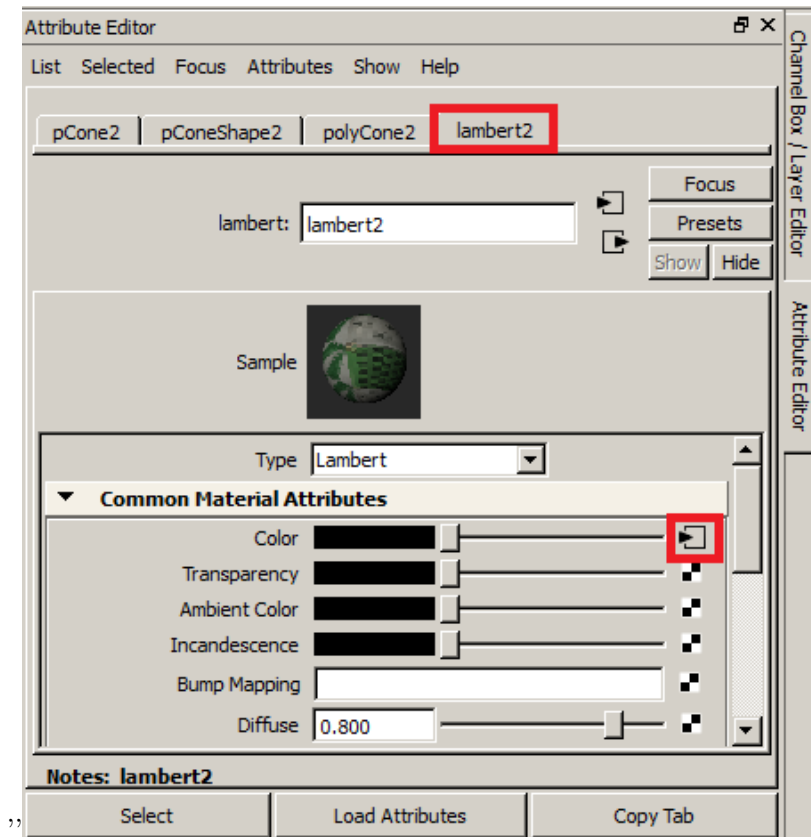 Attribute Editor
List Selected Focus Attributes Show Help
pCone2 pConeShape2 polyCone2 lambert2
lambert: lambert2
Focus
Presets
Show Hide
Sample
Type Lambert
Common Material Attributes
Color
Transparency
Ambient Color
Incandescence
Bump Mapping
Diffuse 0.800
Notes: lambert2
,, Select Load Attributes Copy Tab
Channel Box / Layer Editor
Attribute Editor